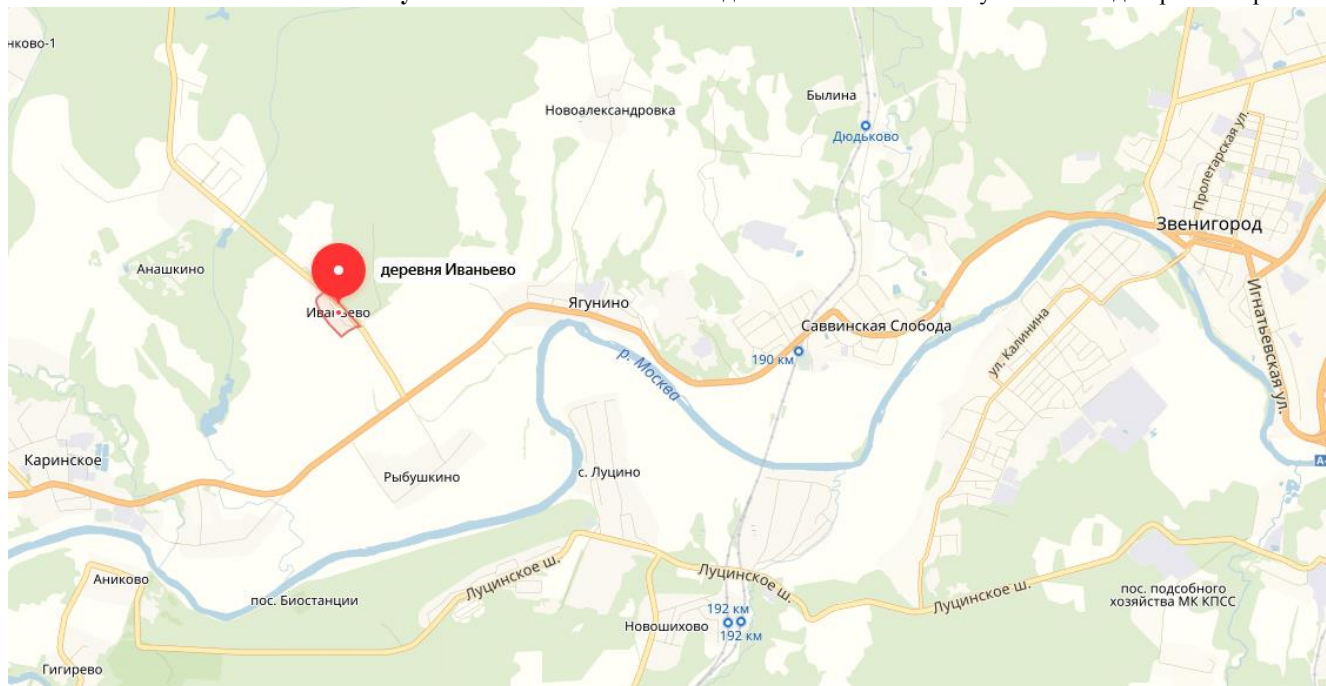 нково-1
Былина
Новоалександровка
Дюдьково
Пролетарская ул.
Звенигород
Анашкино
деревня Иваньево
Иваньево
Ягунино
Саввинская Слобода
Игнатьевская ул.
190 км
р. Москва
ул. Калинина
Каринское
Рыбушкино
с. Луцино
А-
Аниково
Луцинское ш.
Луцинское ш.
Луцинское ш.
пос. подсобного
хозяйства МК КПСС
пос. Биостанции
192 км
Новошихово
192 км
Гигирево